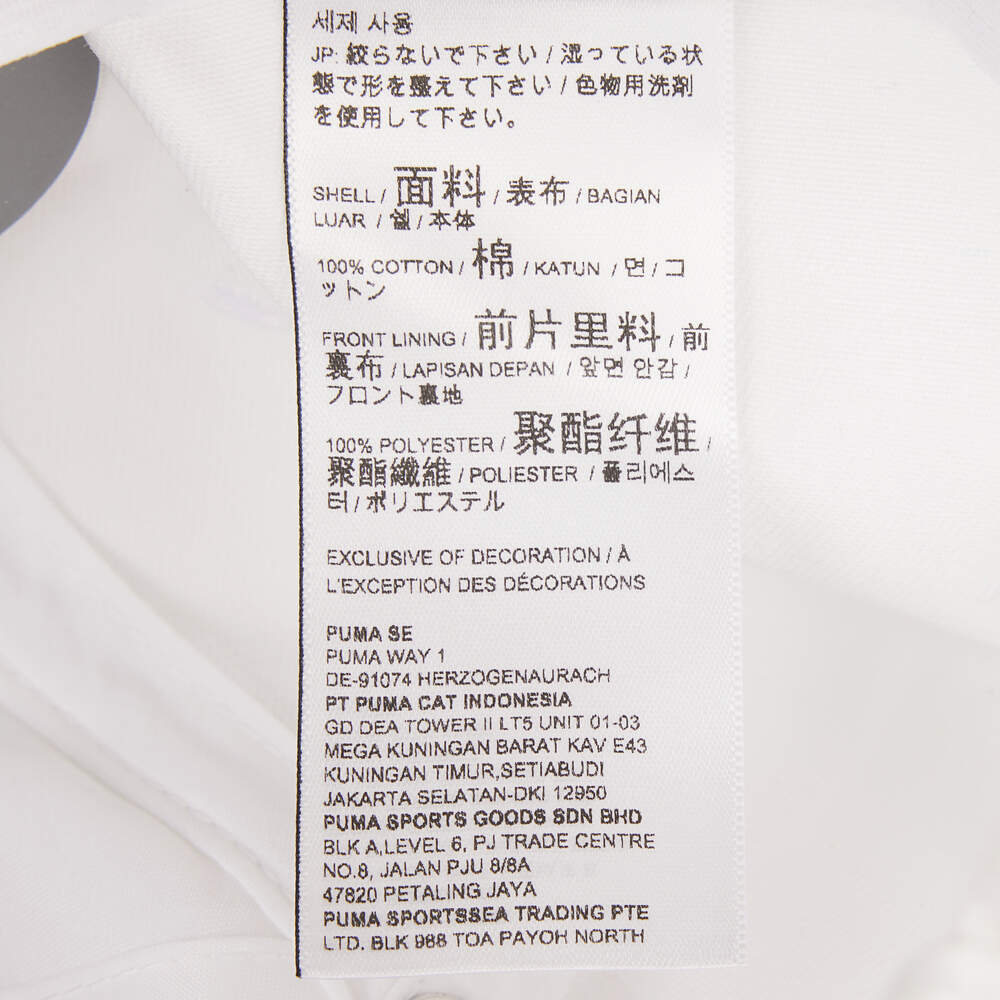 세제 사용
JP: 絞らないで下さい / 湿っている状
態で形を整えて下さい / 色物用洗剤
を使用して下さい。
SHELL / 面料 / 表布 / BAGIAN
LUAR / 쉘 / 本体
100% COTTON / 棉 / KATUN / 면 / コ
ットン
FRONT LINING / 前片里料 / 前
裏布 / LAPISAN DEPAN / 앞면 안감 /
フロント裏地
100% POLYESTER / 聚酯纤维 /
聚酯纖維 / POLIESTER / 폴리에스
터 / ポリエステル
EXCLUSIVE OF DECORATION / À
L'EXCEPTION DES DÉCORATIONS
PUMA SE
PUMA WAY 1
DE-91074 HERZOGENAURACH
PT PUMA CAT INDONESIA
GD DEA TOWER II LT5 UNIT 01-03
MEGA KUNINGAN BARAT KAV E43
KUNINGAN TIMUR,SETIABUDI
JAKARTA SELATAN-DKI 12950
PUMA SPORTS GOODS SDN BHD
BLK A,LEVEL 6, PJ TRADE CENTRE
NO.8, JALAN PJU 8/8A
47820 PETALING JAYA
PUMA SPORTSSEA TRADING PTE
LTD. BLK 988 TOA PAYOH NORTH